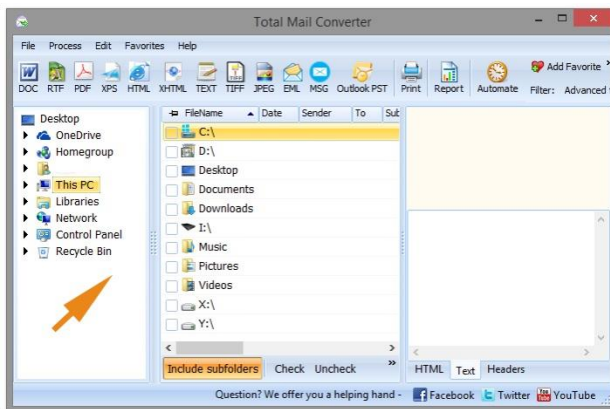 Total Mail Converter
File Process Edit Favorites Help
DOC RTF PDF XPS HTML XHTML TEXT TIFF JPEG EML MSG Outlook PST Print Report Automate
Add Favorite
Filter: Advanced
Desktop
OneDrive
Homegroup
This PC
Libraries
Network
Control Panel
Recycle Bin
FileName Date Sender To Sub
C:\
D:\
Desktop
Documents
Downloads
I:\
Music
Pictures
Videos
X:\
Y:\
Include subfolders Check Uncheck
HTML Text Headers
Question? We offer you a helping hand - Facebook Twitter YouTube